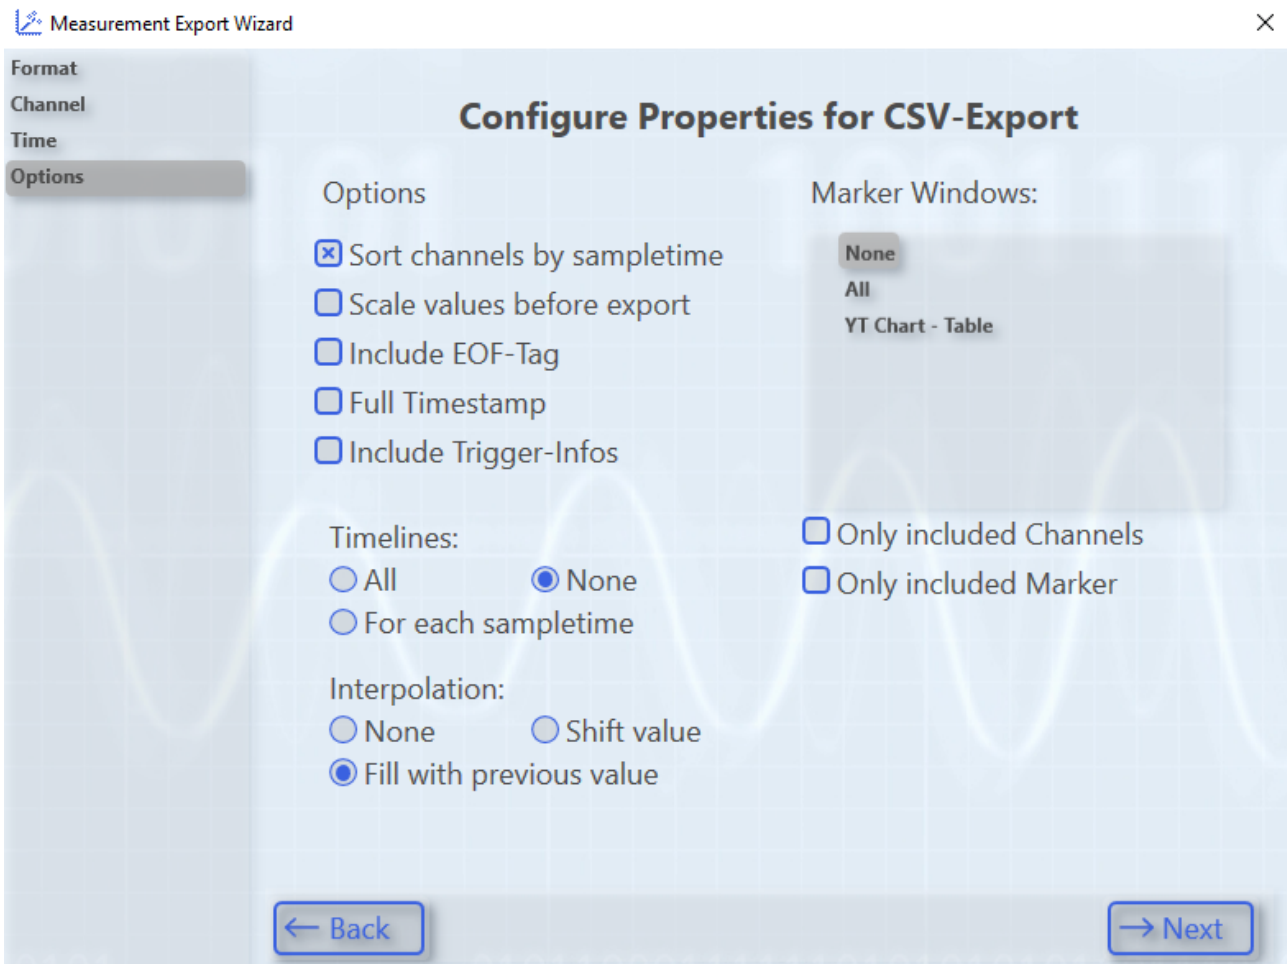 Measurement Export Wizard
Format
Channel
Time
Options
Configure Properties for CSV-Export
Options
Sort channels by sampletime
Scale values before export
Include EOF-Tag
Full Timestamp
Include Trigger-Infos
Timelines:
All None
For each sampletime
Interpolation:
None Shift value
Fill with previous value
Marker Windows:
None
All
YT Chart - Table
Only included Channels
Only included Marker
Back
Next